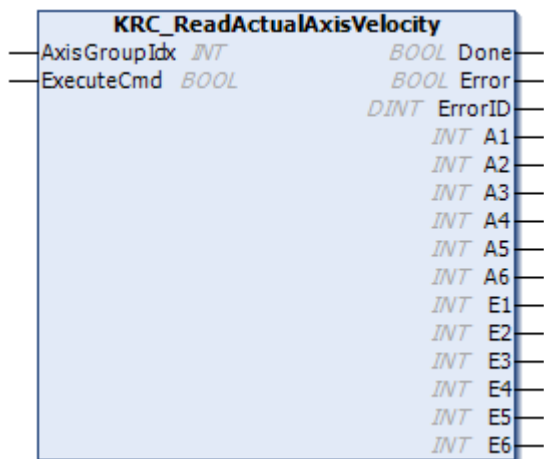 KRC_ReadActualAxisVelocity
AxisGroupIdx INT BOOL Done
ExecuteCmd BOOL BOOL Error
DINT ErrorID
INT A1
INT A2
INT A3
INT A4
INT A5
INT A6
INT E1
INT E2
INT E3
INT E4
INT E5
INT E6